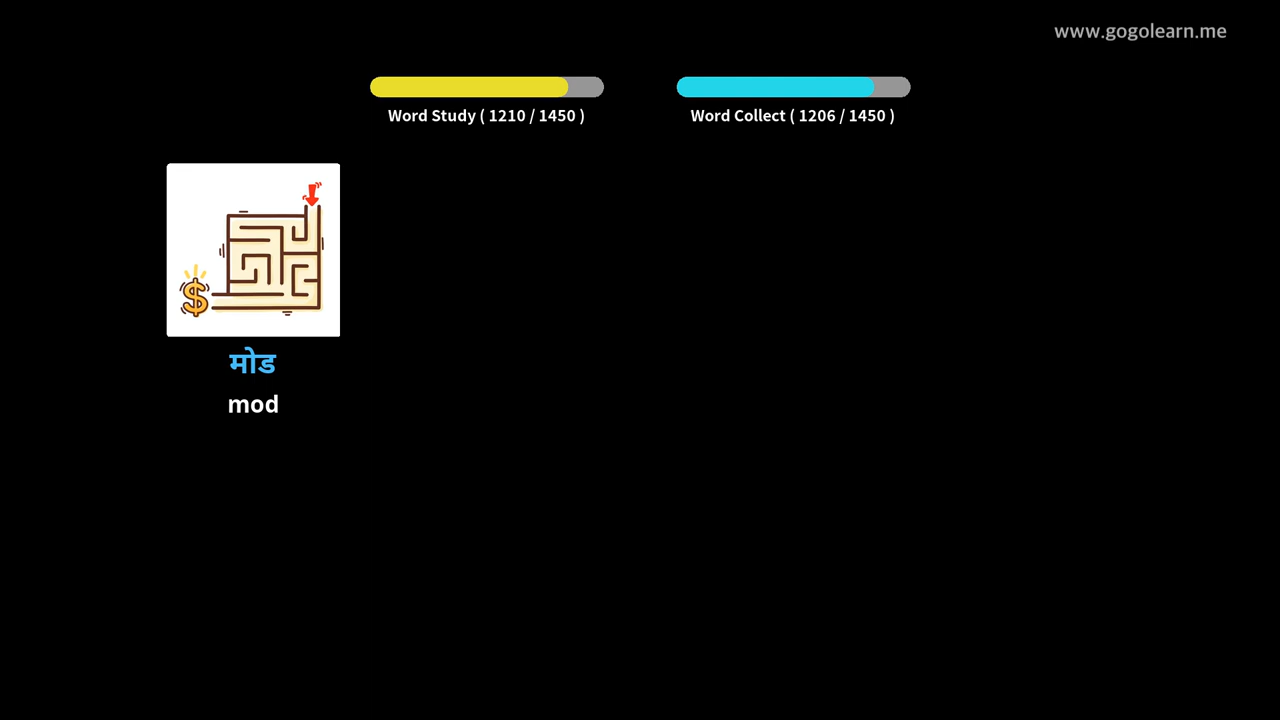 www.gogolearn.me
Word Study ( 1210 / 1450 )
Word Collect ( 1206 / 1450 )
$
मोड
mod